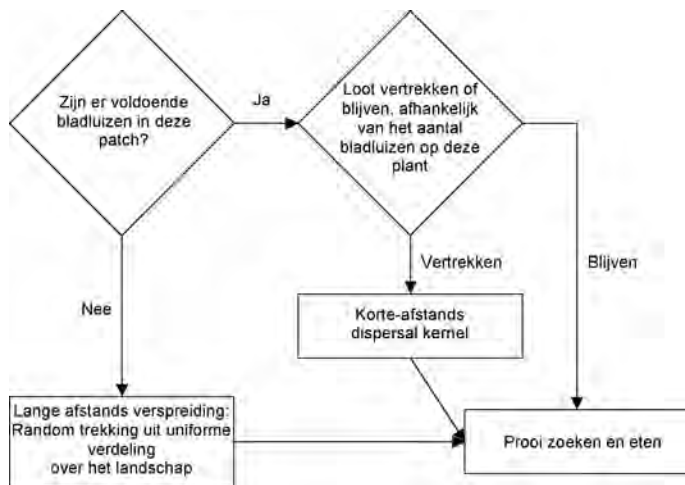 Zijn er voldoende
bladluizen in deze
patch?
Ja
Loot vertrekken of
blijven, afhankelijk
van het aantal
bladluizen op deze
plant
Nee
Vertrekken
Blijven
Korte-afstands
dispersal kernel
Lange afstands verspreiding:
Random trekking uit uniforme
verdeling
over het landschap
Prooi zoeken en eten